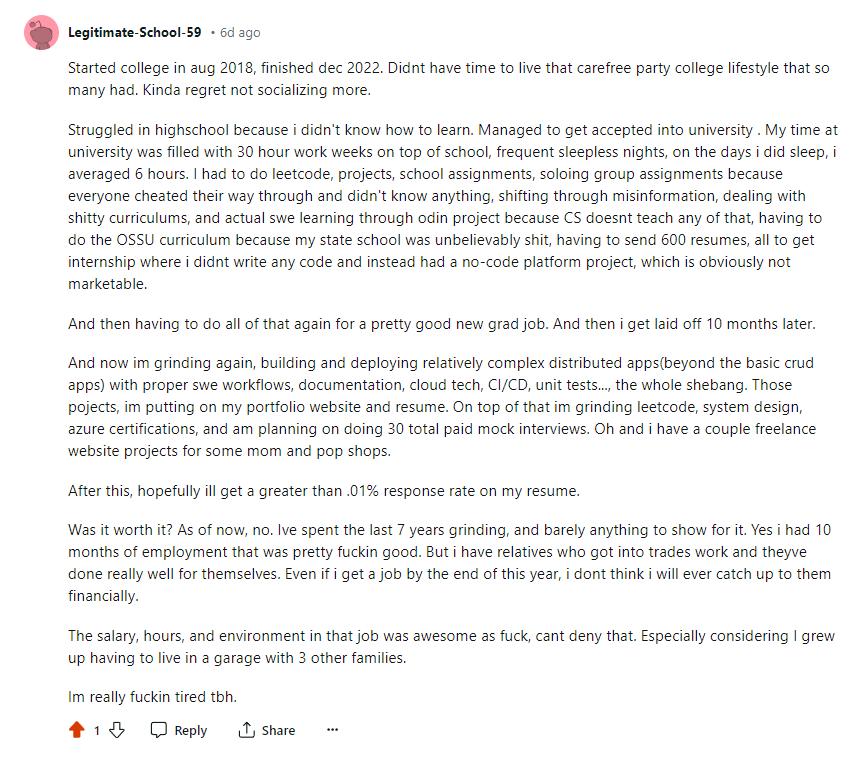 Legitimate-School-59 • 6d ago
Started college in aug 2018, finished dec 2022. Didnt have time to live that carefree party college lifestyle that so
many had. Kinda regret not socializing more.
Struggled in highschool because i didn't know how to learn. Managed to get accepted into university . My time at
university was filled with 30 hour work weeks on top of school, frequent sleepless nights, on the days i did sleep, i
averaged 6 hours. I had to do leetcode, projects, school assignments, soloing group assignments because
everyone cheated their way through and didn't know anything, shifting through misinformation, dealing with
shitty curriculums, and actual swe learning through odin project because CS doesnt teach any of that, having to
do the OSSU curriculum because my state school was unbelievably shit, having to send 600 resumes, all to get
internship where i didnt write any code and instead had a no-code platform project, which is obviously not
marketable.
And then having to do all of that again for a pretty good new grad job. And then i get laid off 10 months later.
And now im grinding again, building and deploying relatively complex distributed apps(beyond the basic crud
apps) with proper swe workflows, documentation, cloud tech, CI/CD, unit tests..., the whole shebang. Those
pojects, im putting on my portfolio website and resume. On top of that im grinding leetcode, system design,
azure certifications, and am planning on doing 30 total paid mock interviews. Oh and i have a couple freelance
website projects for some mom and pop shops.
After this, hopefully ill get a greater than .01% response rate on my resume.
Was it worth it? As of now, no. Ive spent the last 7 years grinding, and barely anything to show for it. Yes i had 10
months of employment that was pretty fuckin good. But i have relatives who got into trades work and theyve
done really well for themselves. Even if i get a job by the end of this year, i dont think i will ever catch up to them
financially.
The salary, hours, and environment in that job was awesome as fuck, cant deny that. Especially considering I grew
up having to live in a garage with 3 other families.
Im really fuckin tired tbh.
1 Reply Share ...